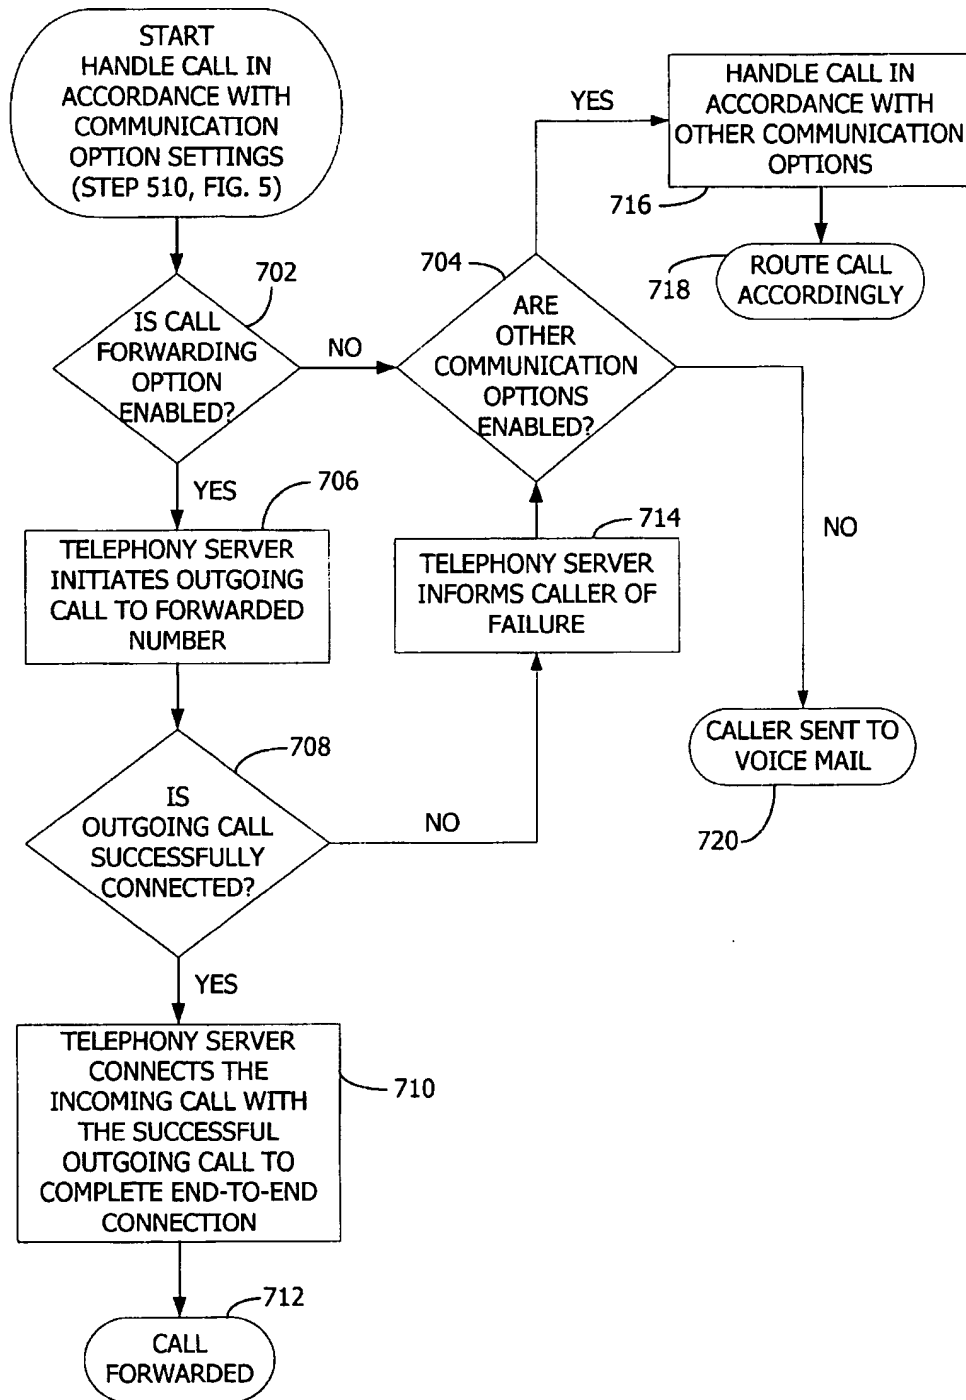 START
HANDLE CALL IN
ACCORDANCE WITH
COMMUNICATION
OPTION SETTINGS
(STEP 510, FIG. 5)
702
IS CALL
FORWARDING
OPTION
ENABLED?
NO
YES
704
ARE
OTHER
COMMUNICATION
OPTIONS
ENABLED?
YES
HANDLE CALL IN
ACCORDANCE WITH
OTHER COMMUNICATION
OPTIONS
716
718
ROUTE CALL
ACCORDINGLY
NO
706
TELEPHONY SERVER
INITIATES OUTGOING
CALL TO FORWARDED
NUMBER
714
TELEPHONY SERVER
INFORMS CALLER OF
FAILURE
CALLER SENT TO
VOICE MAIL
720
708
IS
OUTGOING CALL
SUCCESSFULLY
CONNECTED?
NO
YES
TELEPHONY SERVER
CONNECTS THE
INCOMING CALL WITH
THE SUCCESSFUL
OUTGOING CALL TO
COMPLETE END-TO-END
CONNECTION
710
712
CALL
FORWARDED